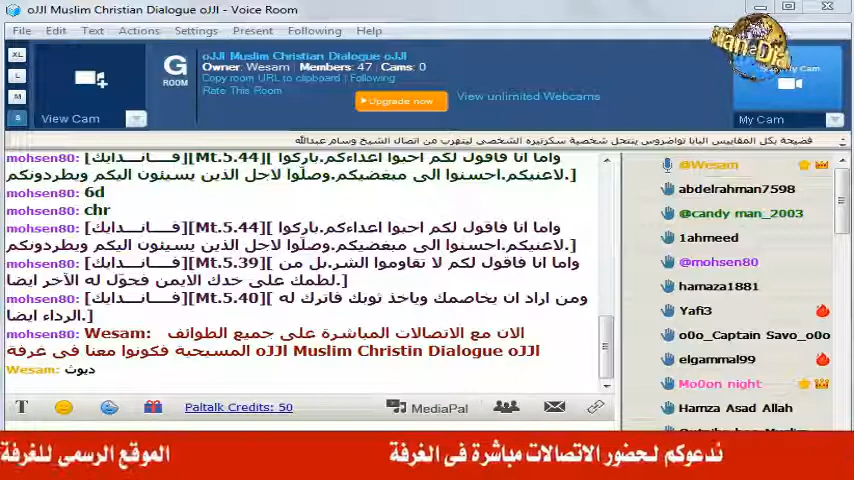 oJJl Muslim Christian Dialogue oJJl - Voice Room
File Edit Text Actions Settings Present Following Help
XL
L
M
S
View Cam
G
ROOM
oJJl Muslim Christian Dialogue oJJl
Owner: Wesam | Members: 47 | Cams: 0
Copy room URL to clipboard | Following
Rate This Room
Upgrade now
View unlimited Webcams
My Cam
فضيحة بكل المقاييس البابا تواضروس ينتحل شخصية سكرتيره الشخصي ليتهرب من اتصال الشيخ وسام عبدالله
mohsen80: [فـــانـــدايك][Mt.5.44][ واما انا فاقول لكم احبوا اعداءكم.باركوا
لاعنيكم.احسنوا الى مبغضيكم.وصلّوا لاجل الذين يسيئون اليكم ويطردونكم.]
mohsen80: 6d
mohsen80: chr
mohsen80: [فـــانـــدايك][Mt.5.44][ واما انا فاقول لكم احبوا اعداءكم.باركوا
لاعنيكم.احسنوا الى مبغضيكم.وصلّوا لاجل الذين يسيئون اليكم ويطردونكم.]
mohsen80: [فـــانـــدايك][Mt.5.39][ واما انا فاقول لكم لا تقاوموا الشر.بل من
لطمك على خدك الايمن فحوّل له الآخر ايضا.]
mohsen80: [فـــانـــدايك][Mt.5.40][ ومن اراد ان يخاصمك وياخذ ثوبك فاترك له
الرداء ايضا.]
mohsen80: Wesam: الان مع الاتصالات المباشرة على جميع الطوائف
المسيحية فكونوا معنا فى غرفة oJJl Muslim Christin Dialogue oJJl
Wesam: ديوث
@Wesam
abdelrahman7598
@candy man_2003
1ahmeed
@mohsen80
hamza1881
Yafi3
o0o_Captain Savo_o0o
elgammal99
Mo0on night
Hamza Asad Allah
T
Paltalk Credits: 50
MediaPal
ندعوكم لحضور الاتصالات مباشرة فى الغرفة
الموقع الرسمى للغرفة